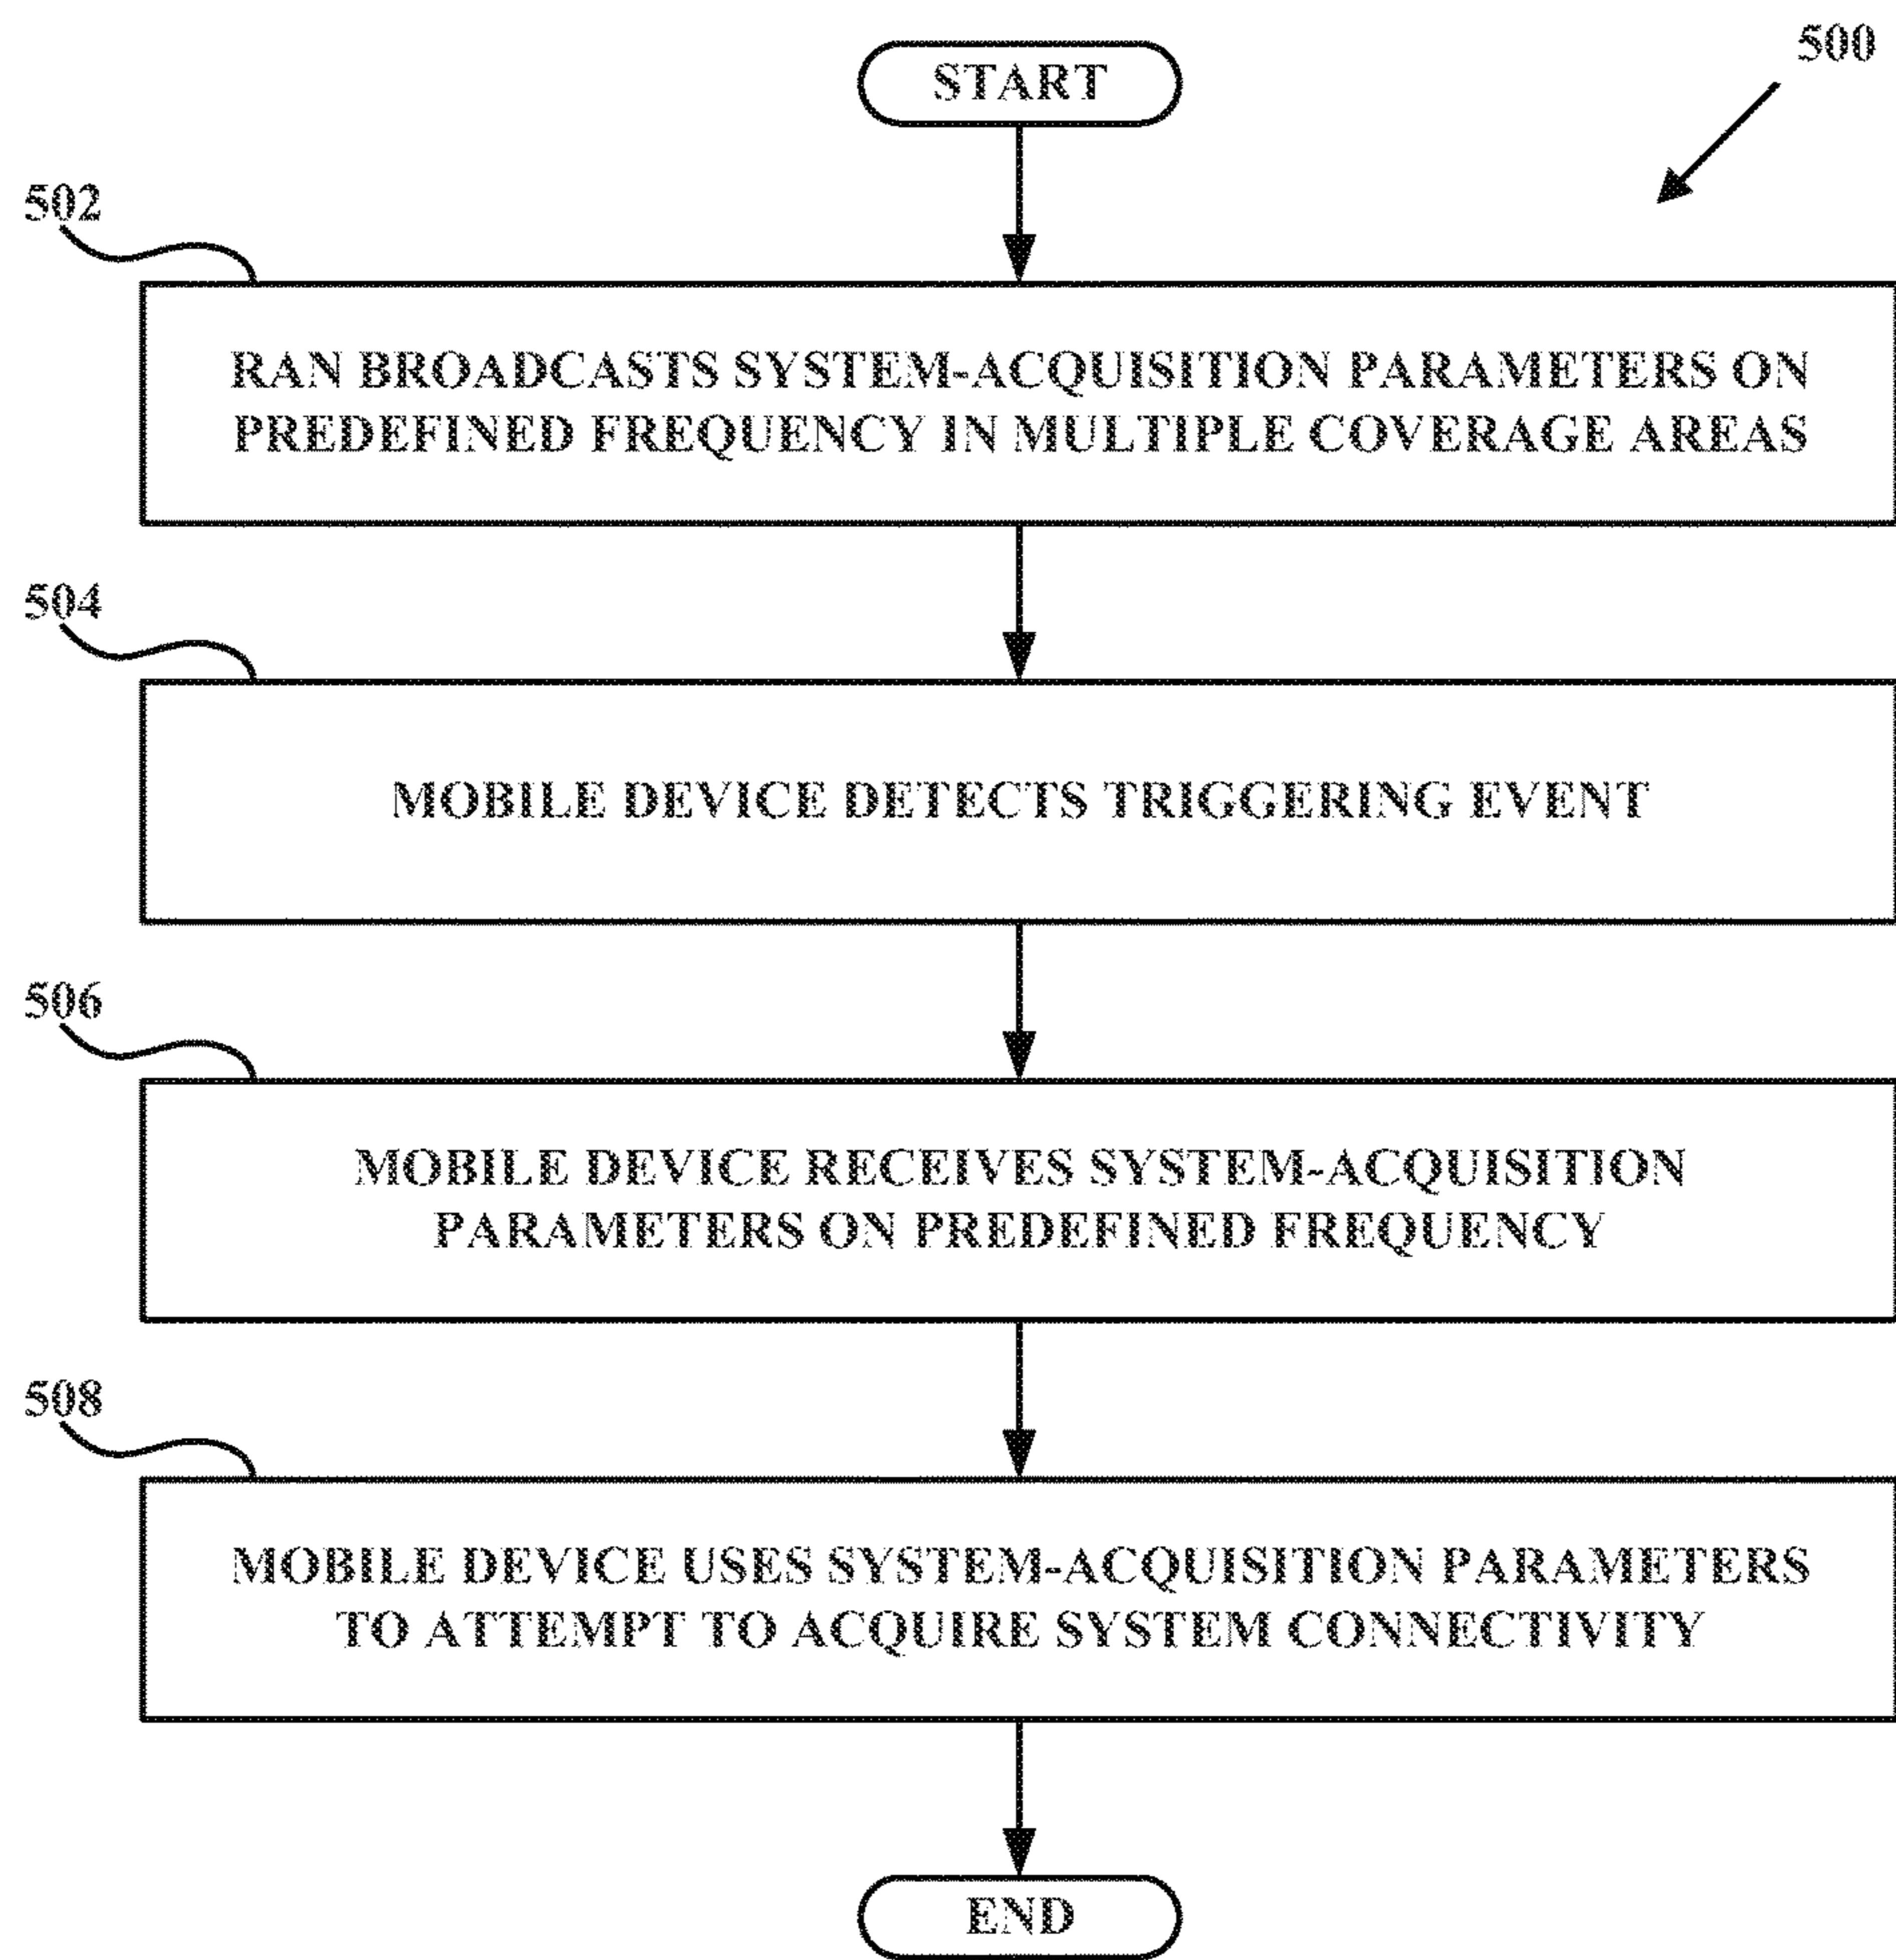 500
START
502
RAN BROADCASTS SYSTEM-ACQUISITION PARAMETERS ON
PREDEFINED FREQUENCY IN MULTIPLE COVERAGE AREAS
504
MOBILE DEVICE DETECTS TRIGGERING EVENT
506
MOBILE DEVICE RECEIVES SYSTEM-ACQUISITION
PARAMETERS ON PREDEFINED FREQUENCY
508
MOBILE DEVICE USES SYSTEM-ACQUISITION PARAMETERS
TO ATTEMPT TO ACQUIRE SYSTEM CONNECTIVITY
END